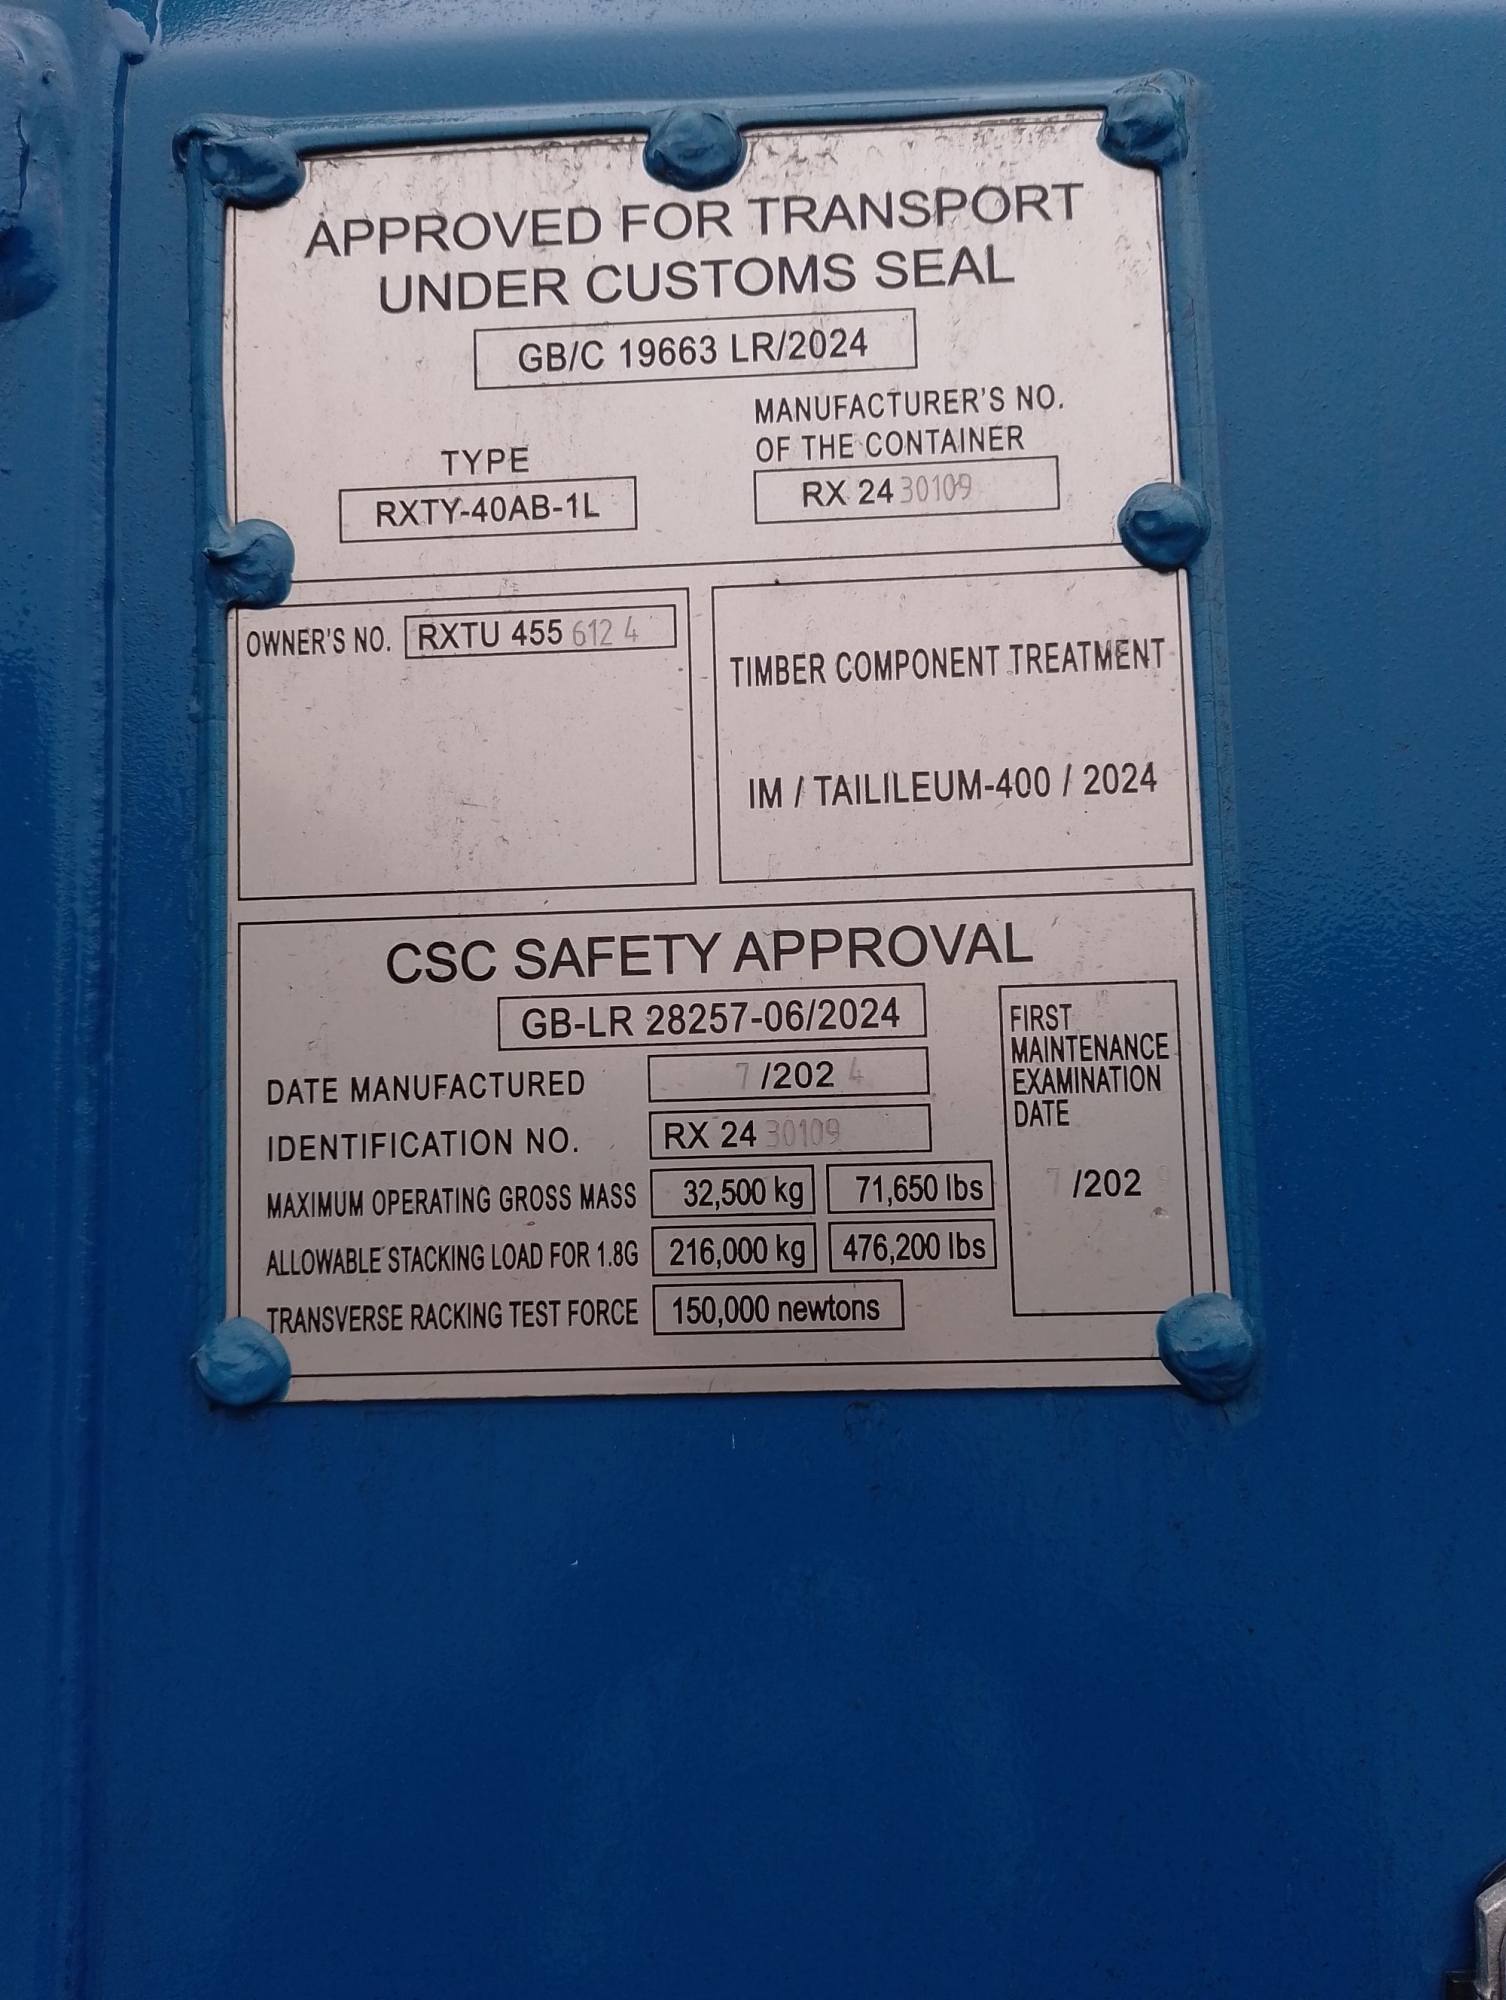 APPROVED FOR TRANSPORT
UNDER CUSTOMS SEAL
GB/C 19663 LR/2024
TYPE
RXTY-40AB-1L
MANUFACTURER'S NO.
OF THE CONTAINER
RX 24 30109
OWNER'S NO. RXTU 455 612 4
TIMBER COMPONENT TREATMENT
IM / TAILILEUM-400 / 2024
CSC SAFETY APPROVAL
GB-LR 28257-06/2024
DATE MANUFACTURED 7 /202 4
IDENTIFICATION NO. RX 24 30109
MAXIMUM OPERATING GROSS MASS 32,500 kg 71,650 lbs
ALLOWABLE STACKING LOAD FOR 1.8G 216,000 kg 476,200 lbs
TRANSVERSE RACKING TEST FORCE 150,000 newtons
FIRST
MAINTENANCE
EXAMINATION
DATE
7 /202 9